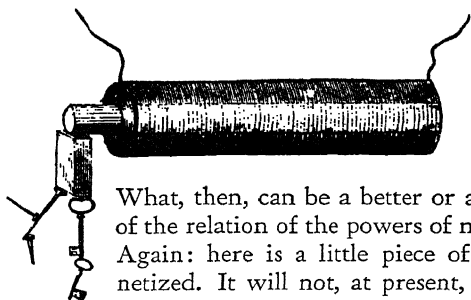 What, then, can be a better or a
of the relation of the powers of
Again: here is a little piece of
netized. It will not, at present,